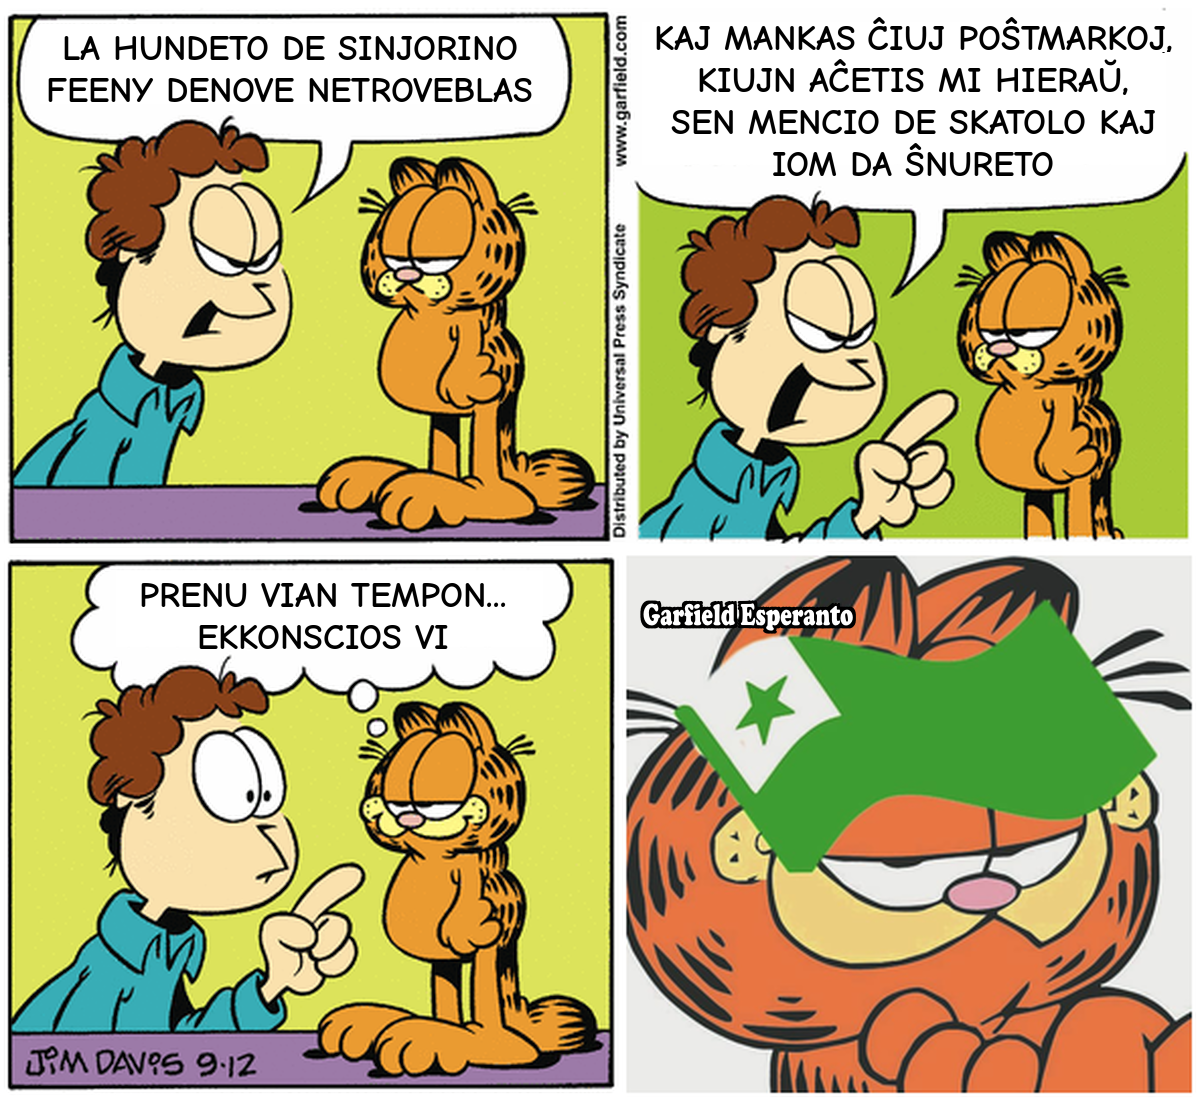 LA HUNDETO DE SINJORINO
FEENY DENOVE NETROVEBLAS
www.garfield.com
Distributed by Universal Press Syndicate
KAJ MANKAS ĈIUJ POŜTMARKOJ,
KIUJN AĈETIS MI HIERAŬ,
SEN MENCIO DE SKATOLO KAJ
IOM DA ŜNURETO
PRENU VIAN TEMPON...
EKKONSCIOS VI
JIM DAVIS 9·12
Garfield Esperanto